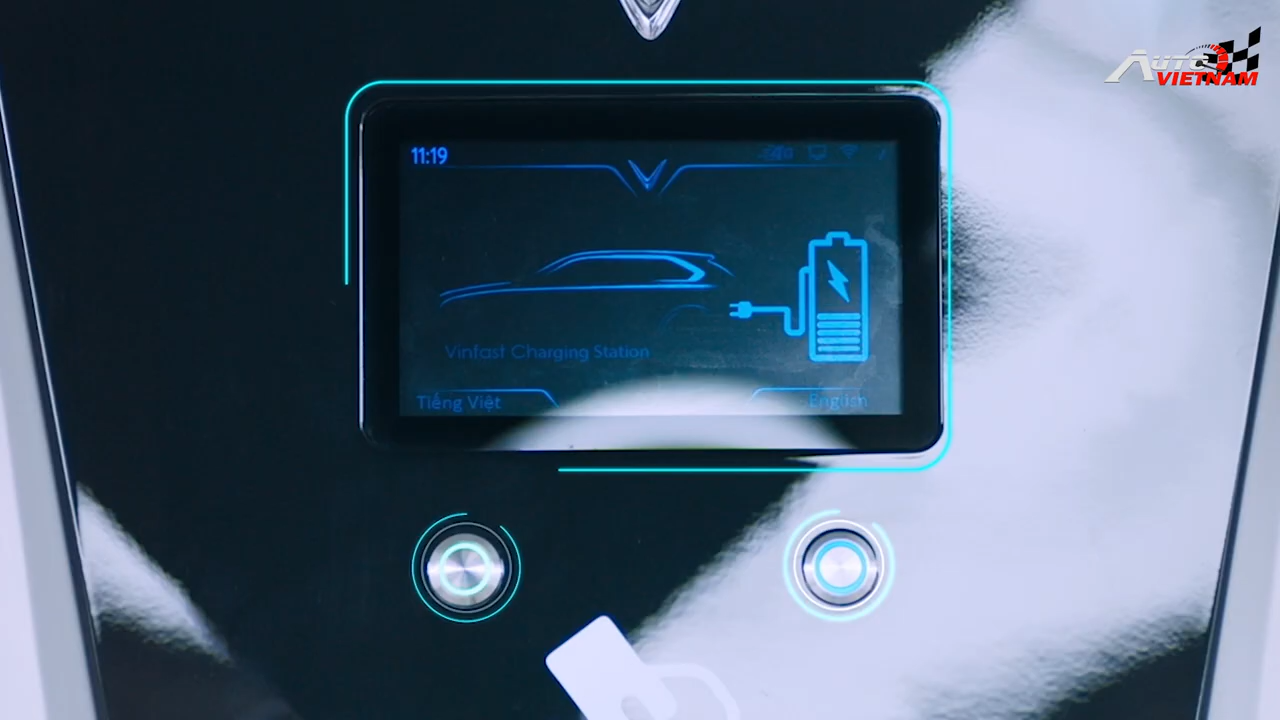 AUTO
VIETNAM
11:19
Vinfast Charging Station
Tiếng Việt
English